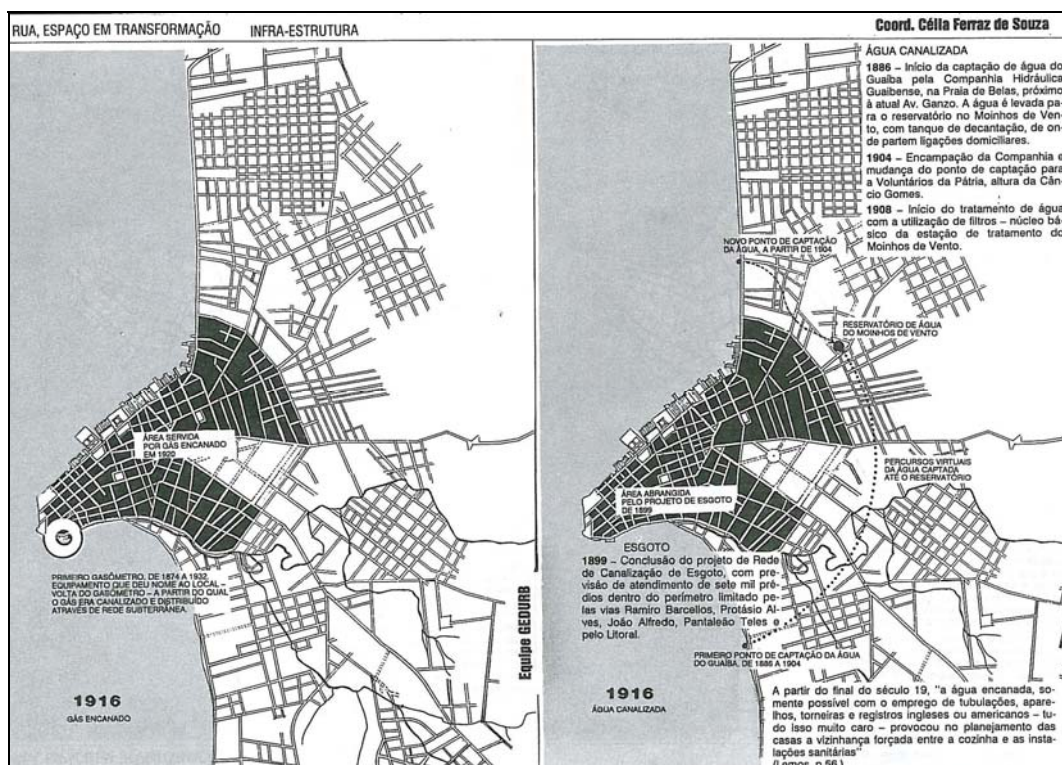 RUA, ESPAÇO EM TRANSFORMAÇÃO INFRA-ESTRUTURA
Coord. Célia Ferraz de Souza
ÁREA SERVIDA
POR GÁS ENCANADO
EM 1920
PRIMEIRO GASÔMETRO, DE 1874 A 1932,
EQUIPAMENTO QUE DEU NOME AO LOCAL –
VOLTA DO GASÔMETRO – A PARTIR DO QUAL
O GÁS ERA CANALIZADO E DISTRIBUÍDO
ATRAVÉS DE REDE SUBTERRÂNEA.
1916
GÁS ENCANADO
Equipe GEDURB
ÁGUA CANALIZADA
1886 – Início da captação de água do
Guaíba pela Companhia Hidráulica
Guaibense, na Praia de Belas, próximo
à atual Av. Ganzo. A água é levada pa-
ra o reservatório no Moinhos de Ven-
to, com tanque de decantação, de on-
de partem ligações domiciliares.
1904 – Encampação da Companhia e
mudança do ponto de captação para
a Voluntários da Pátria, altura da Cân-
cio Gomes.
1908 – Início do tratamento de água
com a utilização de filtros – núcleo bá-
sico da estação de tratamento do
Moinhos de Vento.
NOVO PONTO DE CAPTAÇÃO
DA ÁGUA, A PARTIR DE 1904
RESERVATÓRIO DE ÁGUA
DO MOINHOS DE VENTO
PERCURSOS VIRTUAIS
DA ÁGUA CAPTADA
ATÉ O RESERVATÓRIO
ÁREA ABRANGIDA
PELO PROJETO DE ESGOTO
DE 1899
ESGOTO
1899 – Conclusão do projeto de Rede
de Canalização de Esgoto, com pre-
visão de atendimento de sete mil pré-
dios dentro do perímetro limitado pe-
las vias Ramiro Barcellos, Protásio Al-
ves, João Alfredo, Pantaleão Teles e
pelo Litoral.
PRIMEIRO PONTO DE CAPTAÇÃO DA ÁGUA
DO GUAÍBA, DE 1886 A 1904
1916
ÁGUA CANALIZADA
A partir do final do século 19, "a água encanada, so-
mente possível com o emprego de tubulações, apare-
lhos, torneiras e registros ingleses ou americanos – tu-
do isso muito caro – provocou no planejamento das
casas a vizinhança forçada entre a cozinha e as insta-
lações sanitárias"
(Lemos, p.56.)